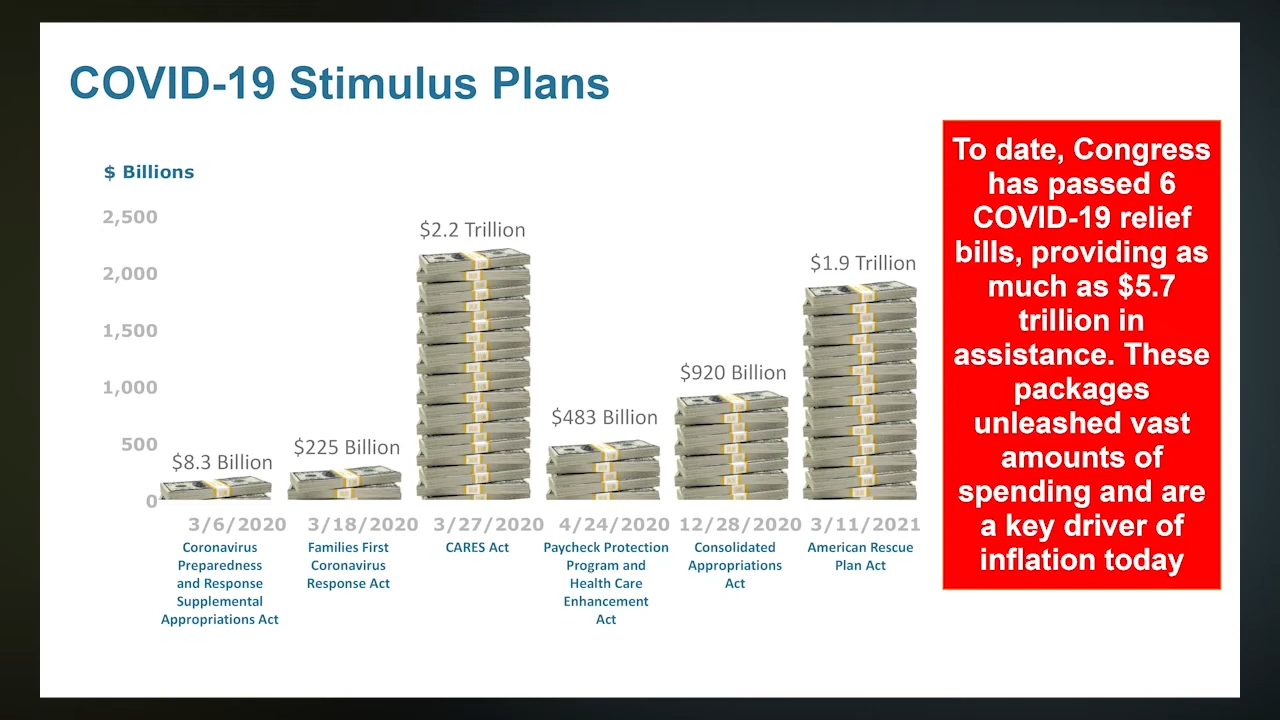 COVID-19 Stimulus Plans
$ Billions
2,500
2,000
1,500
1,000
500
0
$8.3 Billion
$225 Billion
$2.2 Trillion
$483 Billion
$920 Billion
$1.9 Trillion
3/6/2020
3/18/2020
3/27/2020
4/24/2020
12/28/2020
3/11/2021
Coronavirus
Preparedness
and Response
Supplemental
Appropriations Act
Families First
Coronavirus
Response Act
CARES Act
Paycheck Protection
Program and
Health Care
Enhancement
Act
Consolidated
Appropriations
Act
American Rescue
Plan Act
To date, Congress
has passed 6
COVID-19 relief
bills, providing as
much as $5.7
trillion in
assistance. These
packages
unleashed vast
amounts of
spending and are
a key driver of
inflation today